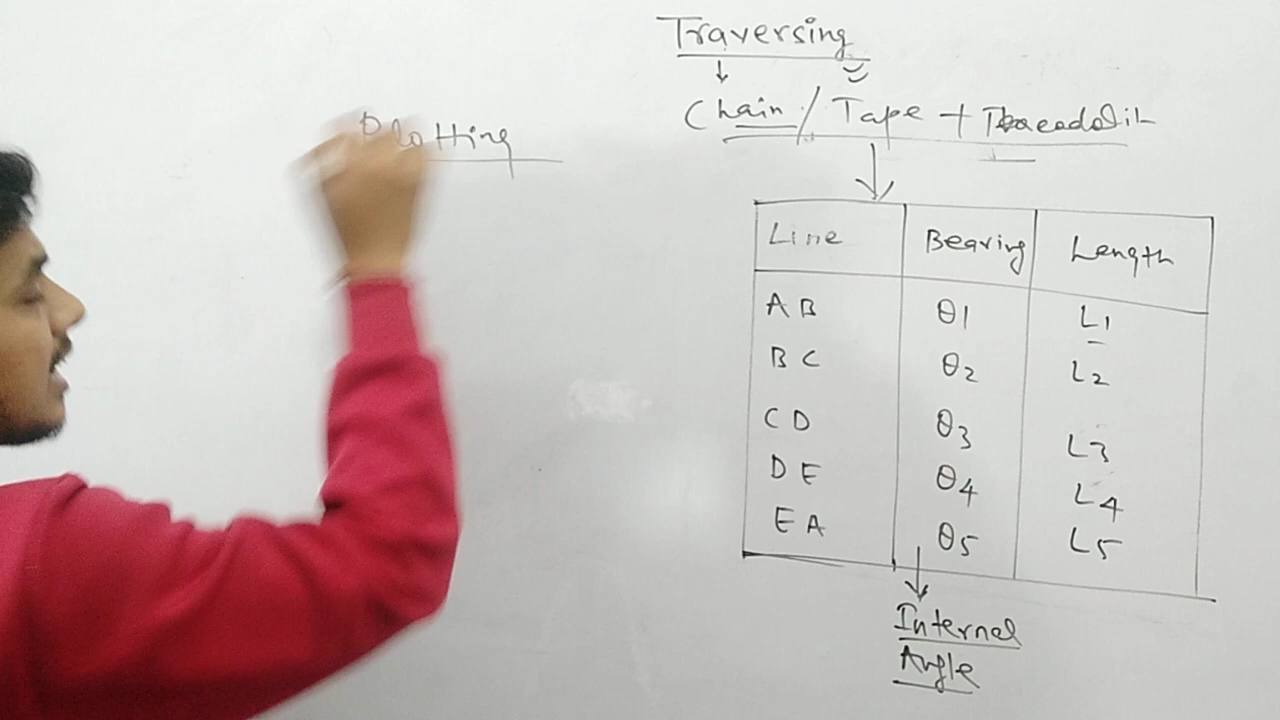 Traversing
Chain / Tape + 
Plotting
Line Bearing Length
AB θ1 L1
BC θ2 L2
CD θ3 L3
DE θ4 L4
EA θ5 L5
Internal
Angle